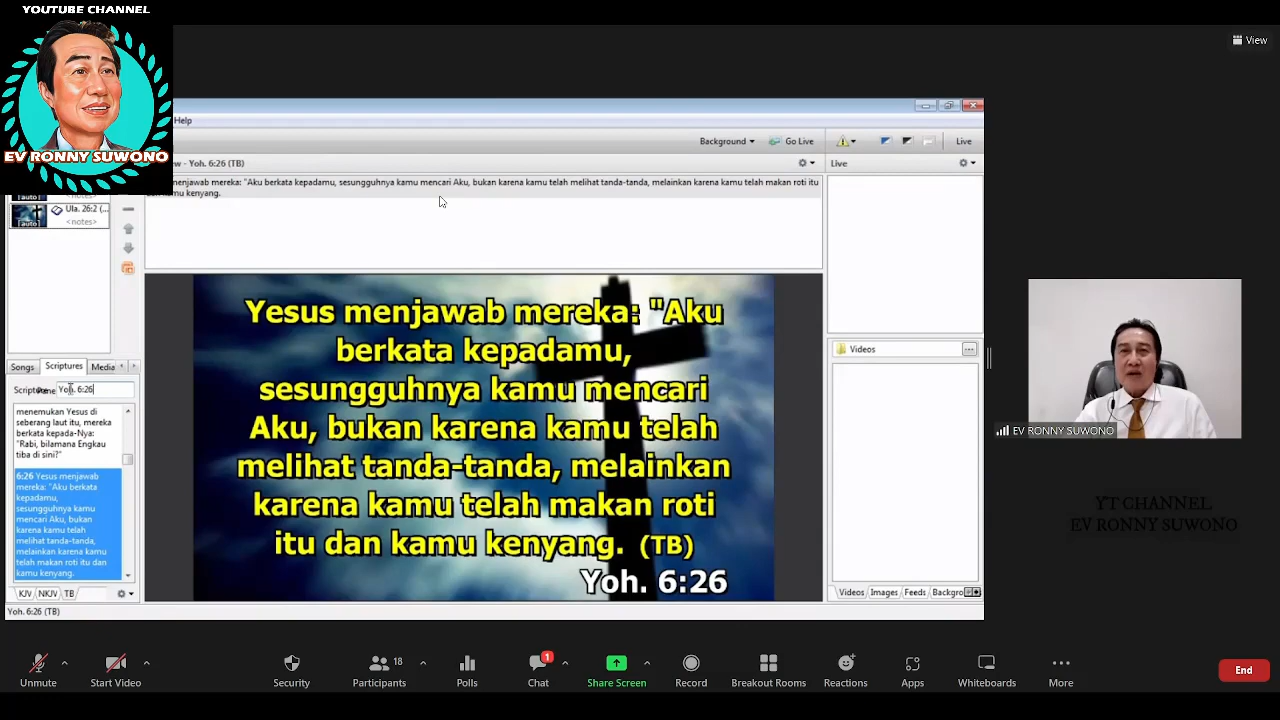 YOUTUBE CHANNEL
EV RONNY SUWONO
View
Help
Background
Go Live
Live
- Yoh. 6:26 (TB)
Live
menjawab mereka: "Aku berkata kepadamu, sesungguhnya kamu mencari Aku, bukan karena kamu telah melihat tanda-tanda, melainkan karena kamu telah makan roti itu
kenyang.
[auto]
Ula. 26:2 (...
<notes>
[auto]
Yesus menjawab mereka: "Aku
berkata kepadamu,
sesungguhnya kamu mencari
Aku, bukan karena kamu telah
melihat tanda-tanda, melainkan
karena kamu telah makan roti
itu dan kamu kenyang. (TB)
Yoh. 6:26
Songs
Scriptures
Media
Yoh. 6:26
menemukan Yesus di
seberang laut itu, mereka
berkata kepada-Nya:
"Rabi, bilamana Engkau
tiba di sini?"
6:26 Yesus menjawab
mereka: "Aku berkata
kepadamu,
sesungguhnya kamu
mencari Aku, bukan
karena kamu telah
melihat tanda-tanda,
melainkan karena kamu
telah makan roti itu dan
kamu kenyang.
KJV
NKJV
TB
Yoh. 6:26 (TB)
Videos
...
Videos
Images
Feeds
Backgro
EV RONNY SUWONO
YT CHANNEL
EV RONNY SUWONO
Unmute
Start Video
Security
18
Participants
Polls
1
Chat
Share Screen
Record
Breakout Rooms
Reactions
Apps
Whiteboards
More
End